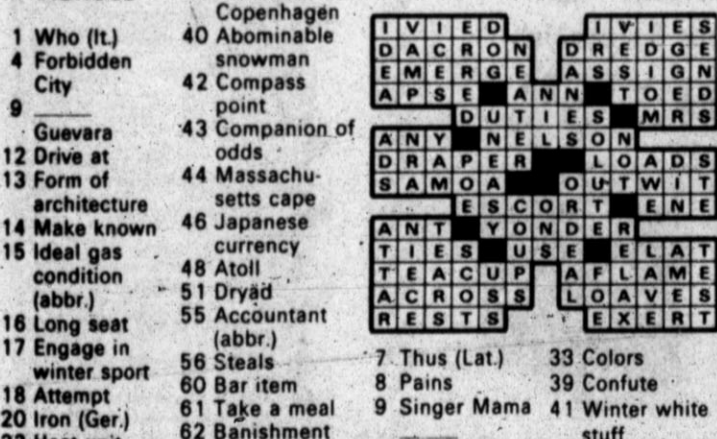 1 Who (It.)
4 Forbidden
City
9 ____
Guevara
12 Drive at
13 Form of
architecture
14 Make known
15 Ideal gas
condition
(abbr.)
16 Long seat
17 Engage in
winter sport
18 Attempt
20 Iron (Ger.)
Copenhagen
40 Abominable
snowman
42 Compass
point
43 Companion of
odds
44 Massachu-
setts cape
46 Japanese
currency
48 Atoll
51 Dryad
55 Accountant
(abbr.)
56 Steals
60 Bar item
61 Take a meal
62 Banishment
IVIED IVIES
DACRON DREDGE
EMERGE ASSIGN
APSE ANN TOED
DUTIES MRS
ANY NELSON
DRAPER LOADS
SAMOA OUTWIT
ESCORT ENE
ANT YONDER
TIES USE ELAT
TEACUP AFLAME
ACROSS LOAVES
RESTS EXERT
7 Thus (Lat.)
8 Pains
9 Singer Mama
33 Colors
39 Confute
41 Winter white
stuff